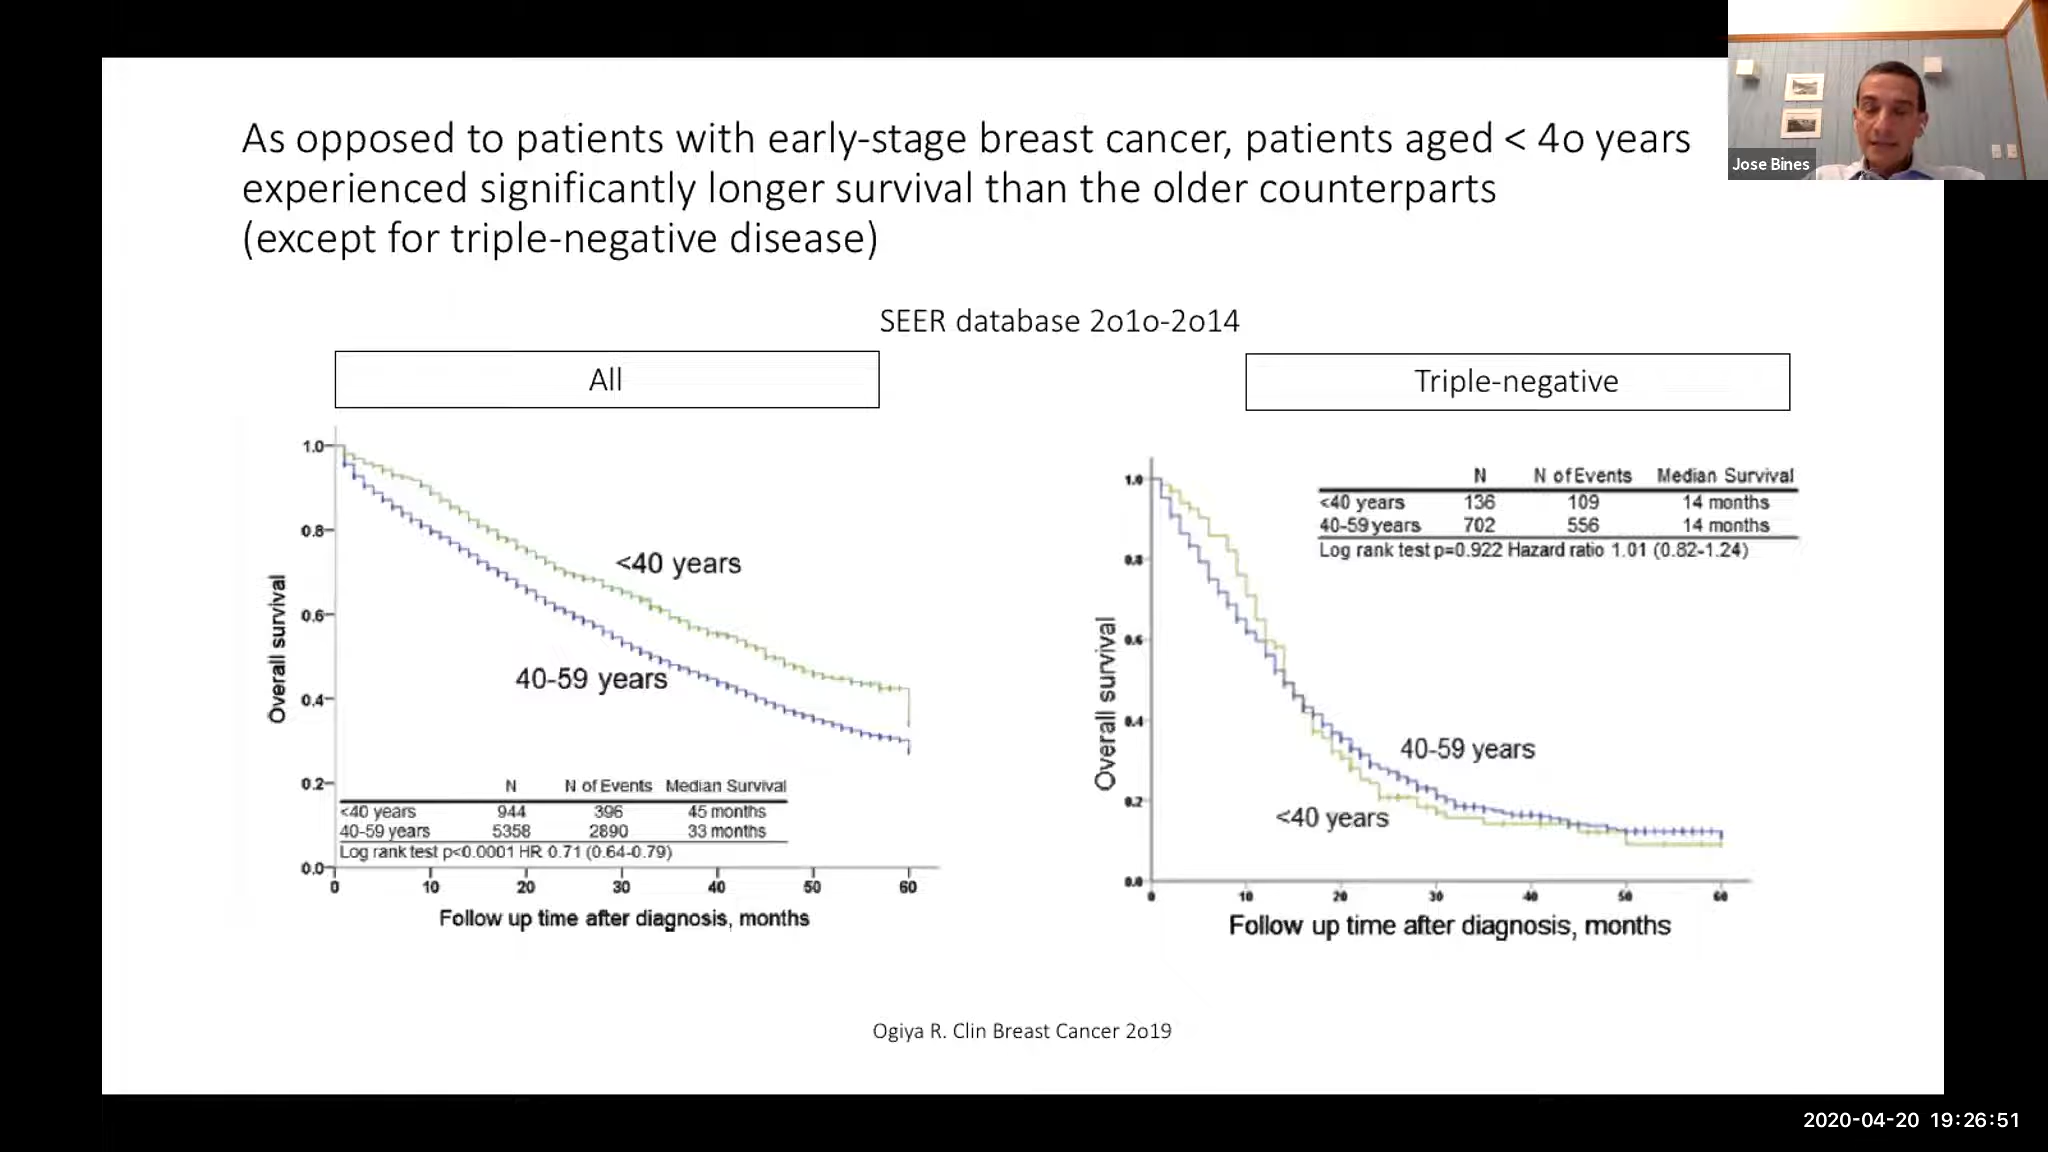 As opposed to patients with early-stage breast cancer, patients aged < 4o years
experienced significantly longer survival than the older counterparts
(except for triple-negative disease)
Jose Bines
SEER database 2o1o-2o14
All
1.0
0.8
0.6
0.4
0.2
0.0
Overall survival
<40 years
40-59 years
N N of Events Median Survival
<40 years 944 396 45 months
40-59 years 5358 2890 33 months
Log rank test p<0.0001 HR 0.71 (0.64-0.79)
0 10 20 30 40 50 60
Follow up time after diagnosis, months
Triple-negative
N N of Events Median Survival
<40 years 136 109 14 months
40-59 years 702 556 14 months
Log rank test p=0.922 Hazard ratio 1.01 (0.82-1.24)
1.0
0.8
0.6
0.4
0.2
0.0
Overall survival
40-59 years
<40 years
0 10 20 30 40 50 60
Follow up time after diagnosis, months
Ogiya R. Clin Breast Cancer 2o19
2020-04-20 19:26:51